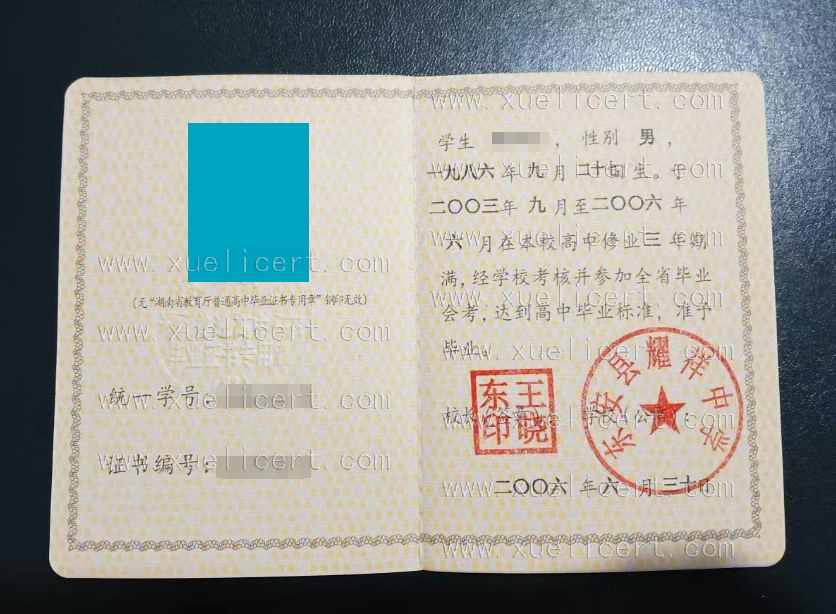 www.xuelicert.com
(无“湖南省教育厅普通高中毕业证书专用章”钢印无效)
统一学号:
证书编号:
学生 ，性别 男，
一九八六年九月二十七日生。于
二〇〇三年九月至二〇〇六年
六月在本校高中修业三年期
满，经学校考核并参加全省毕业
会考，达到高中毕业标准，准予
毕业。
校长（签章）： 学校（公章）：
王晓东印
东安县耀祥中学
二〇〇六年六月三十日